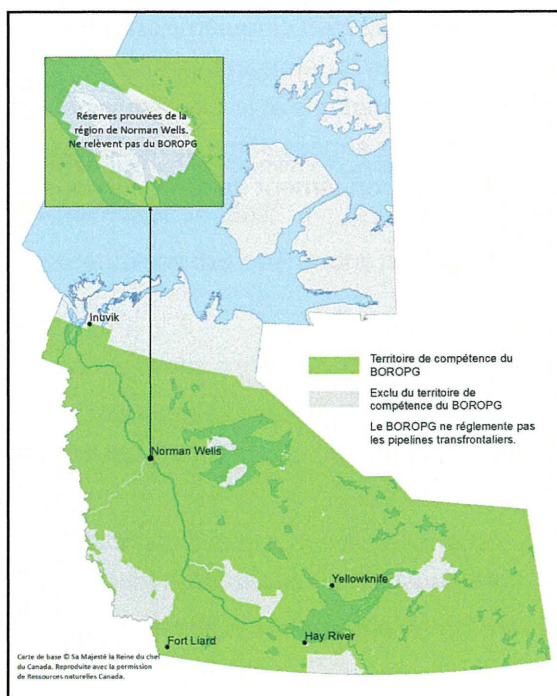 Réserves prouvées de la
région de Norman Wells.
Ne relèvent pas du BOROPG
Inuvik
Territoire de compétence du
BOROPG
Exclu du territoire de
compétence du BOROPG
Le BOROPG ne réglemente pas
les pipelines transfrontaliers.
Norman Wells
Yellowknife
Fort Liard
Hay River
Carte de base © Sa Majesté la Reine du chef
du Canada. Reproduite avec la permission
de Ressources naturelles Canada.